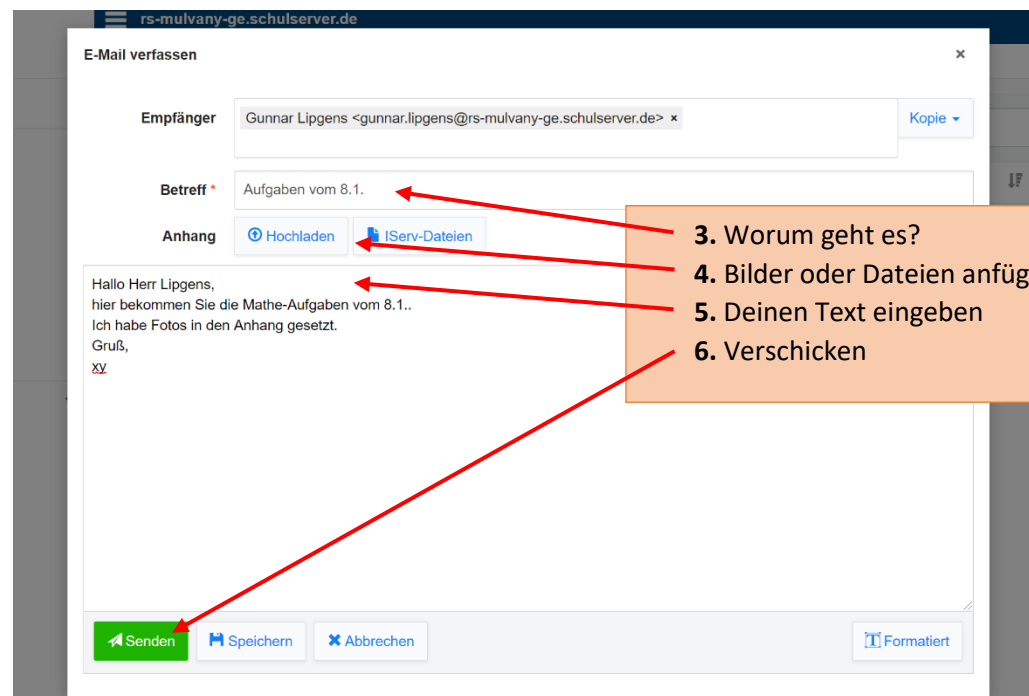 rs-mulvany-ge.schulserver.de
E-Mail verfassen ×
Empfänger Gunnar Lipgens <gunnar.lipgens@rs-mulvany-ge.schulserver.de> × Kopie
Betreff * Aufgaben vom 8.1.
Anhang Hochladen IServ-Dateien
3. Worum geht es?
4. Bilder oder Dateien anfüg
5. Deinen Text eingeben
6. Verschicken
Hallo Herr Lipgens,
hier bekommen Sie die Mathe-Aufgaben vom 8.1..
Ich habe Fotos in den Anhang gesetzt.
Gruß,
xy
Senden Speichern Abbrechen Formatiert